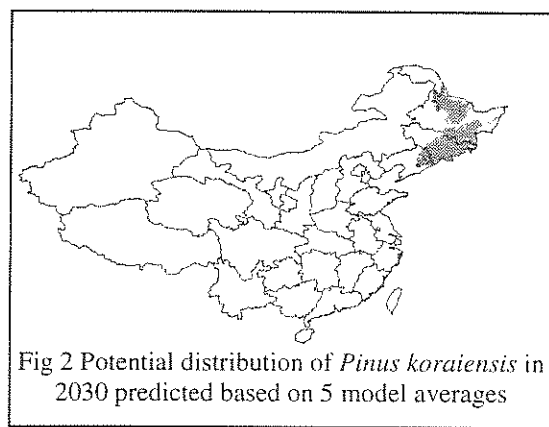 Fig 2 Potential distribution of Pinus koraiensis in
2030 predicted based on 5 model averages